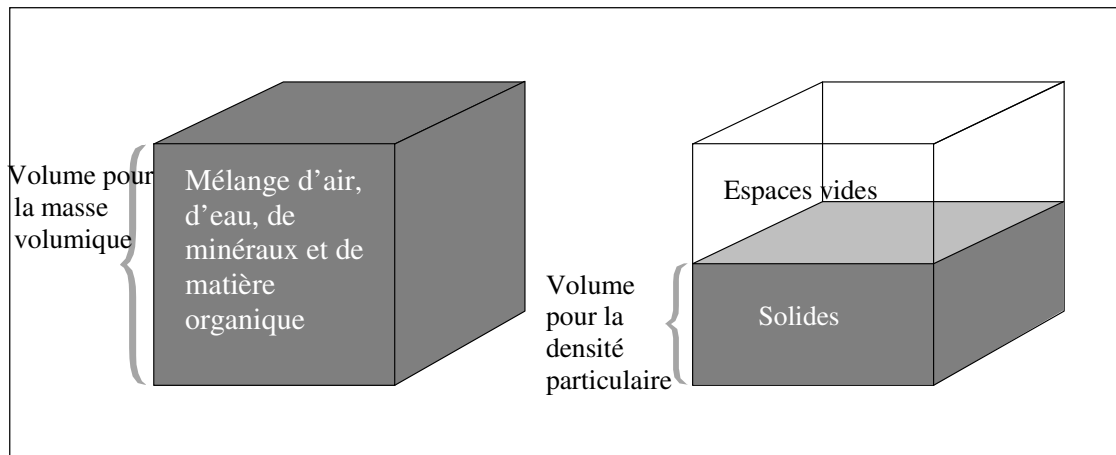 Volume pour
la masse
volumique
Mélange d'air,
d'eau, de
minéraux et de
matière
organique
Espaces vides
Volume
pour la
densité
particulaire
Solides